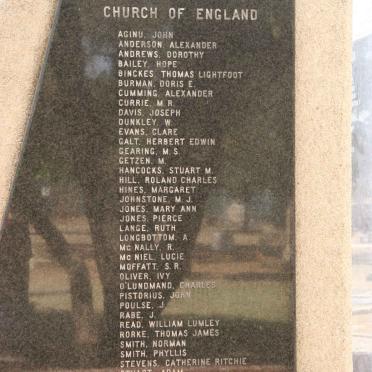 CHURCH OF ENGLAND
AGINU, JOHN
ANDERSON, ALEXANDER
ANDREWS, DOROTHY
BAILEY, HOPE
BINCKES, THOMAS LIGHTFOOT
BURMAN, DORIS E.
CUMMING, ALEXANDER
CURRIE, M.R.
DAVIS, JOSEPH
DUNKLEY, W.
EVANS, CLARE
GALT, HERBERT EDWIN
GEARING, M.S.
GETZEN, M.
HANCOCKS, STUART M.
HILL, ROLAND CHARLES
HINES, MARGARET
JOHNSTONE, M.J.
JONES, MARY ANN
JONES, PIERCE
LANGE, RUTH
LONGBOTTOM, A.
MC NALLY, R.
MC NIEL, LUCIE
MOFFATT, S.R.
OLIVER, IVY
O'LUNDMAND, CHARLES
PISTORIUS, JOHN
POULSE, J.
RABE, J.
READ, WILLIAM LUMLEY
RORKE, THOMAS JAMES
SMITH, NORMAN
SMITH, PHYLLIS
STEVENS, CATHERINE RITCHIE
STUART, ADAM